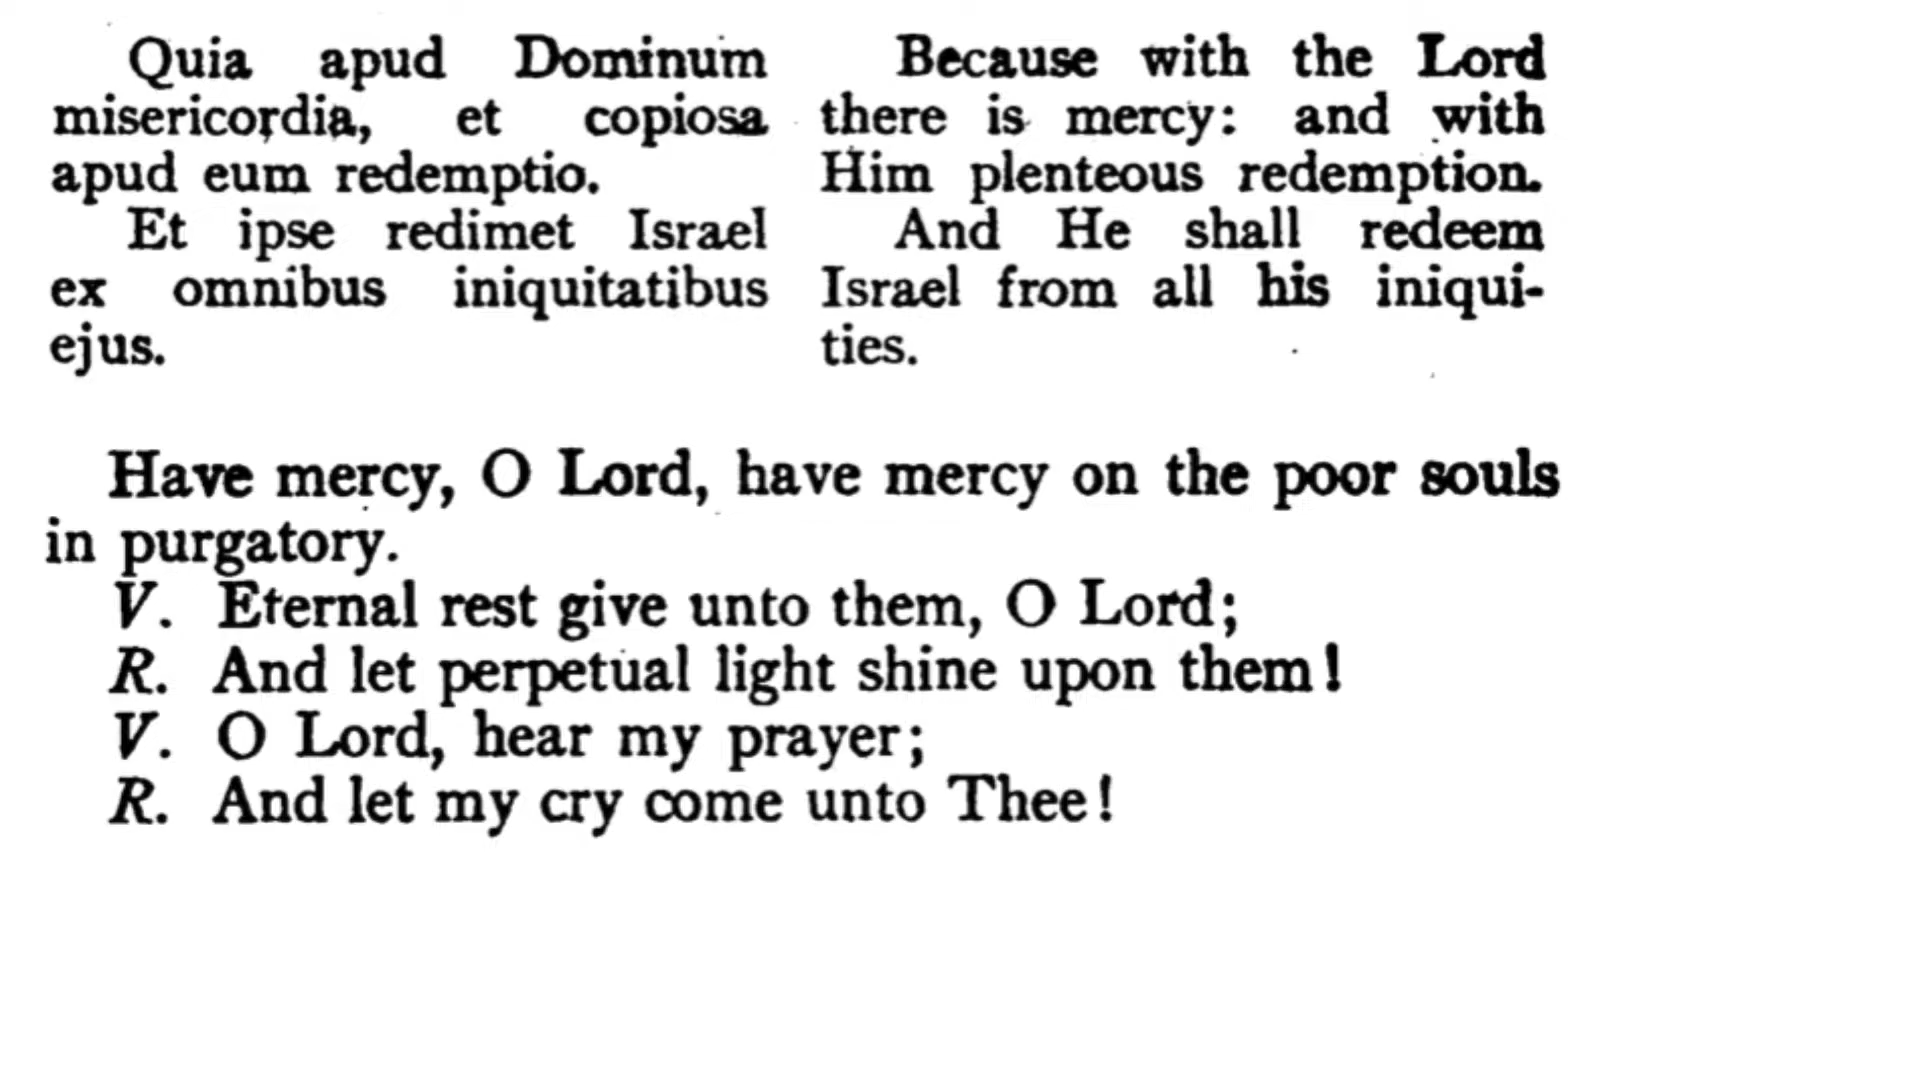 Quia apud Dominum
misericordia, et copiosa
apud eum redemptio.
Et ipse redimet Israel
ex omnibus iniquitatibus
ejus.
Because with the Lord
there is mercy: and with
Him plenteous redemption.
And He shall redeem
Israel from all his iniqui-
ties.
Have mercy, O Lord, have mercy on the poor souls
in purgatory.
V. Eternal rest give unto them, O Lord;
R. And let perpetual light shine upon them!
V. O Lord, hear my prayer;
R. And let my cry come unto Thee!